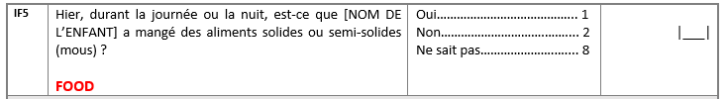 IF5 Hier, durant la journée ou la nuit, est-ce que [NOM DE Oui........................................ 1
L'ENFANT] a mangé des aliments solides ou semi-solides Non........................................ 2 |___|
(mous) ? Ne sait pas............................ 8
FOOD